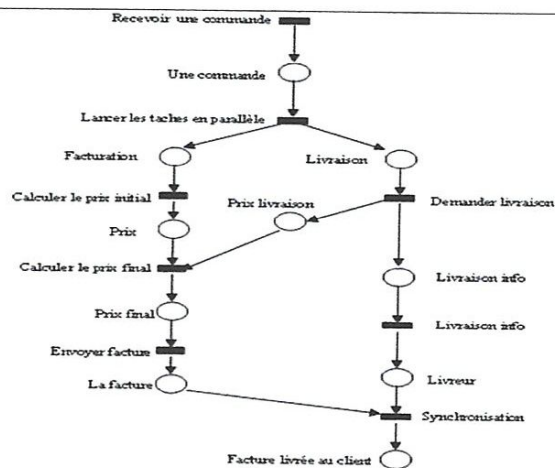 Recevoir une commande
Une commande
Lancer les taches en parallèle
Facturation
Livraison
Calculer le prix initial
Prix livraison
Demander livraison
Prix
Calculer le prix final
Livraison info
Prix final
Livraison info
Envoyer facture
La facture
Livreur
Synchronisation
Facture livrée au client